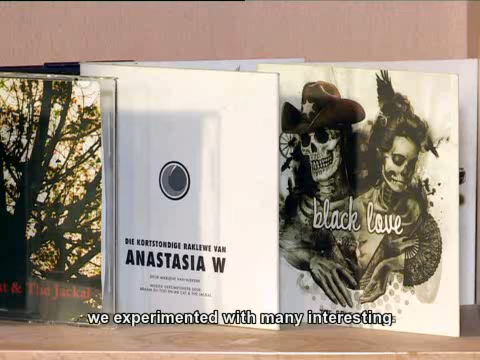 DIE KORTSTONDIGE RAKLEWE VAN
ANASTASIA W
black love
& The Jackal
we experimented with many interesting.